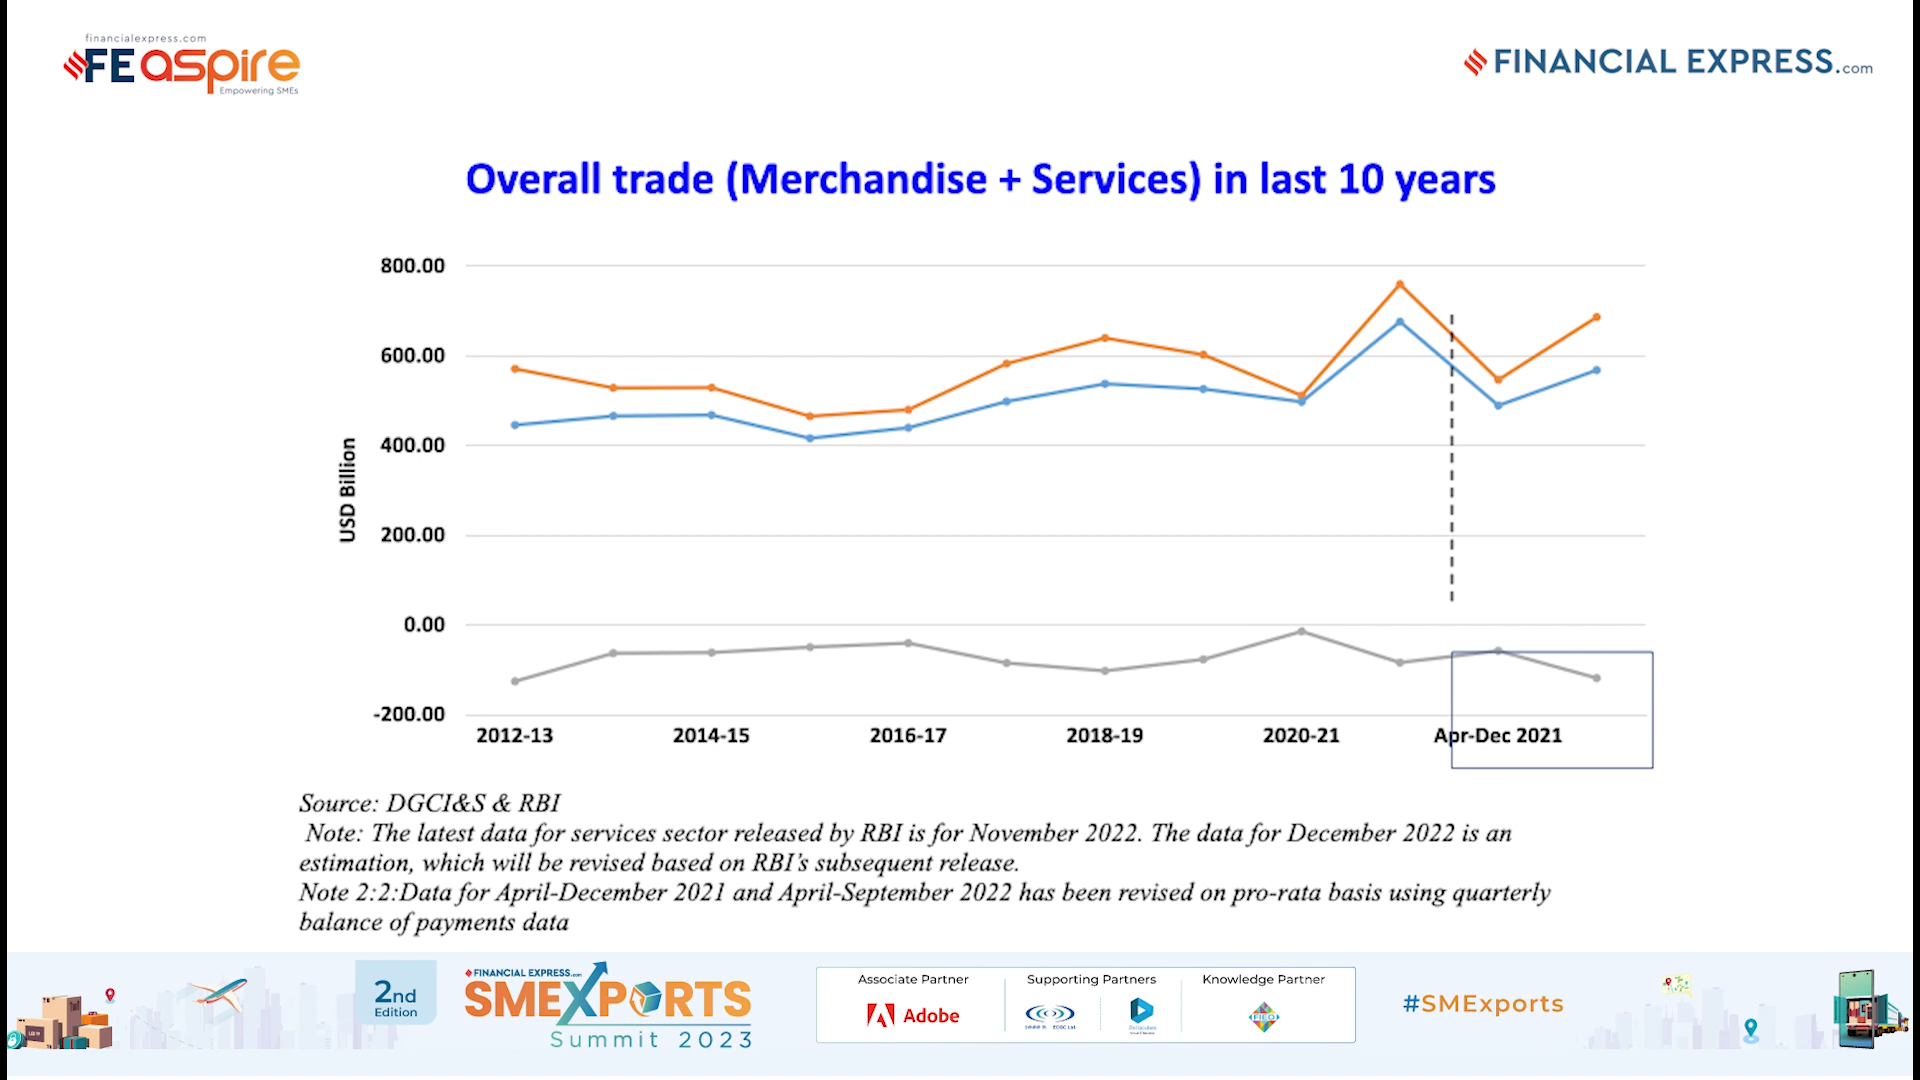 financialexpress.com
FE aspire
Empowering SMEs
FINANCIAL EXPRESS.com
Overall trade (Merchandise + Services) in last 10 years
800.00
600.00
400.00
200.00
0.00
-200.00
USD Billion
2012-13 2014-15 2016-17 2018-19 2020-21 Apr-Dec 2021
Source: DGCI&S & RBI
Note: The latest data for services sector released by RBI is for November 2022. The data for December 2022 is an
estimation, which will be revised based on RBI's subsequent release.
Note 2:2:Data for April-December 2021 and April-September 2022 has been revised on pro-rata basis using quarterly
balance of payments data
2nd
Edition
FINANCIAL EXPRESS.com
SMEXPORTS
Summit 2023
Associate Partner
Adobe
Supporting Partners
ECGC Ltd.
Knowledge Partner
FIEO
#SMExports